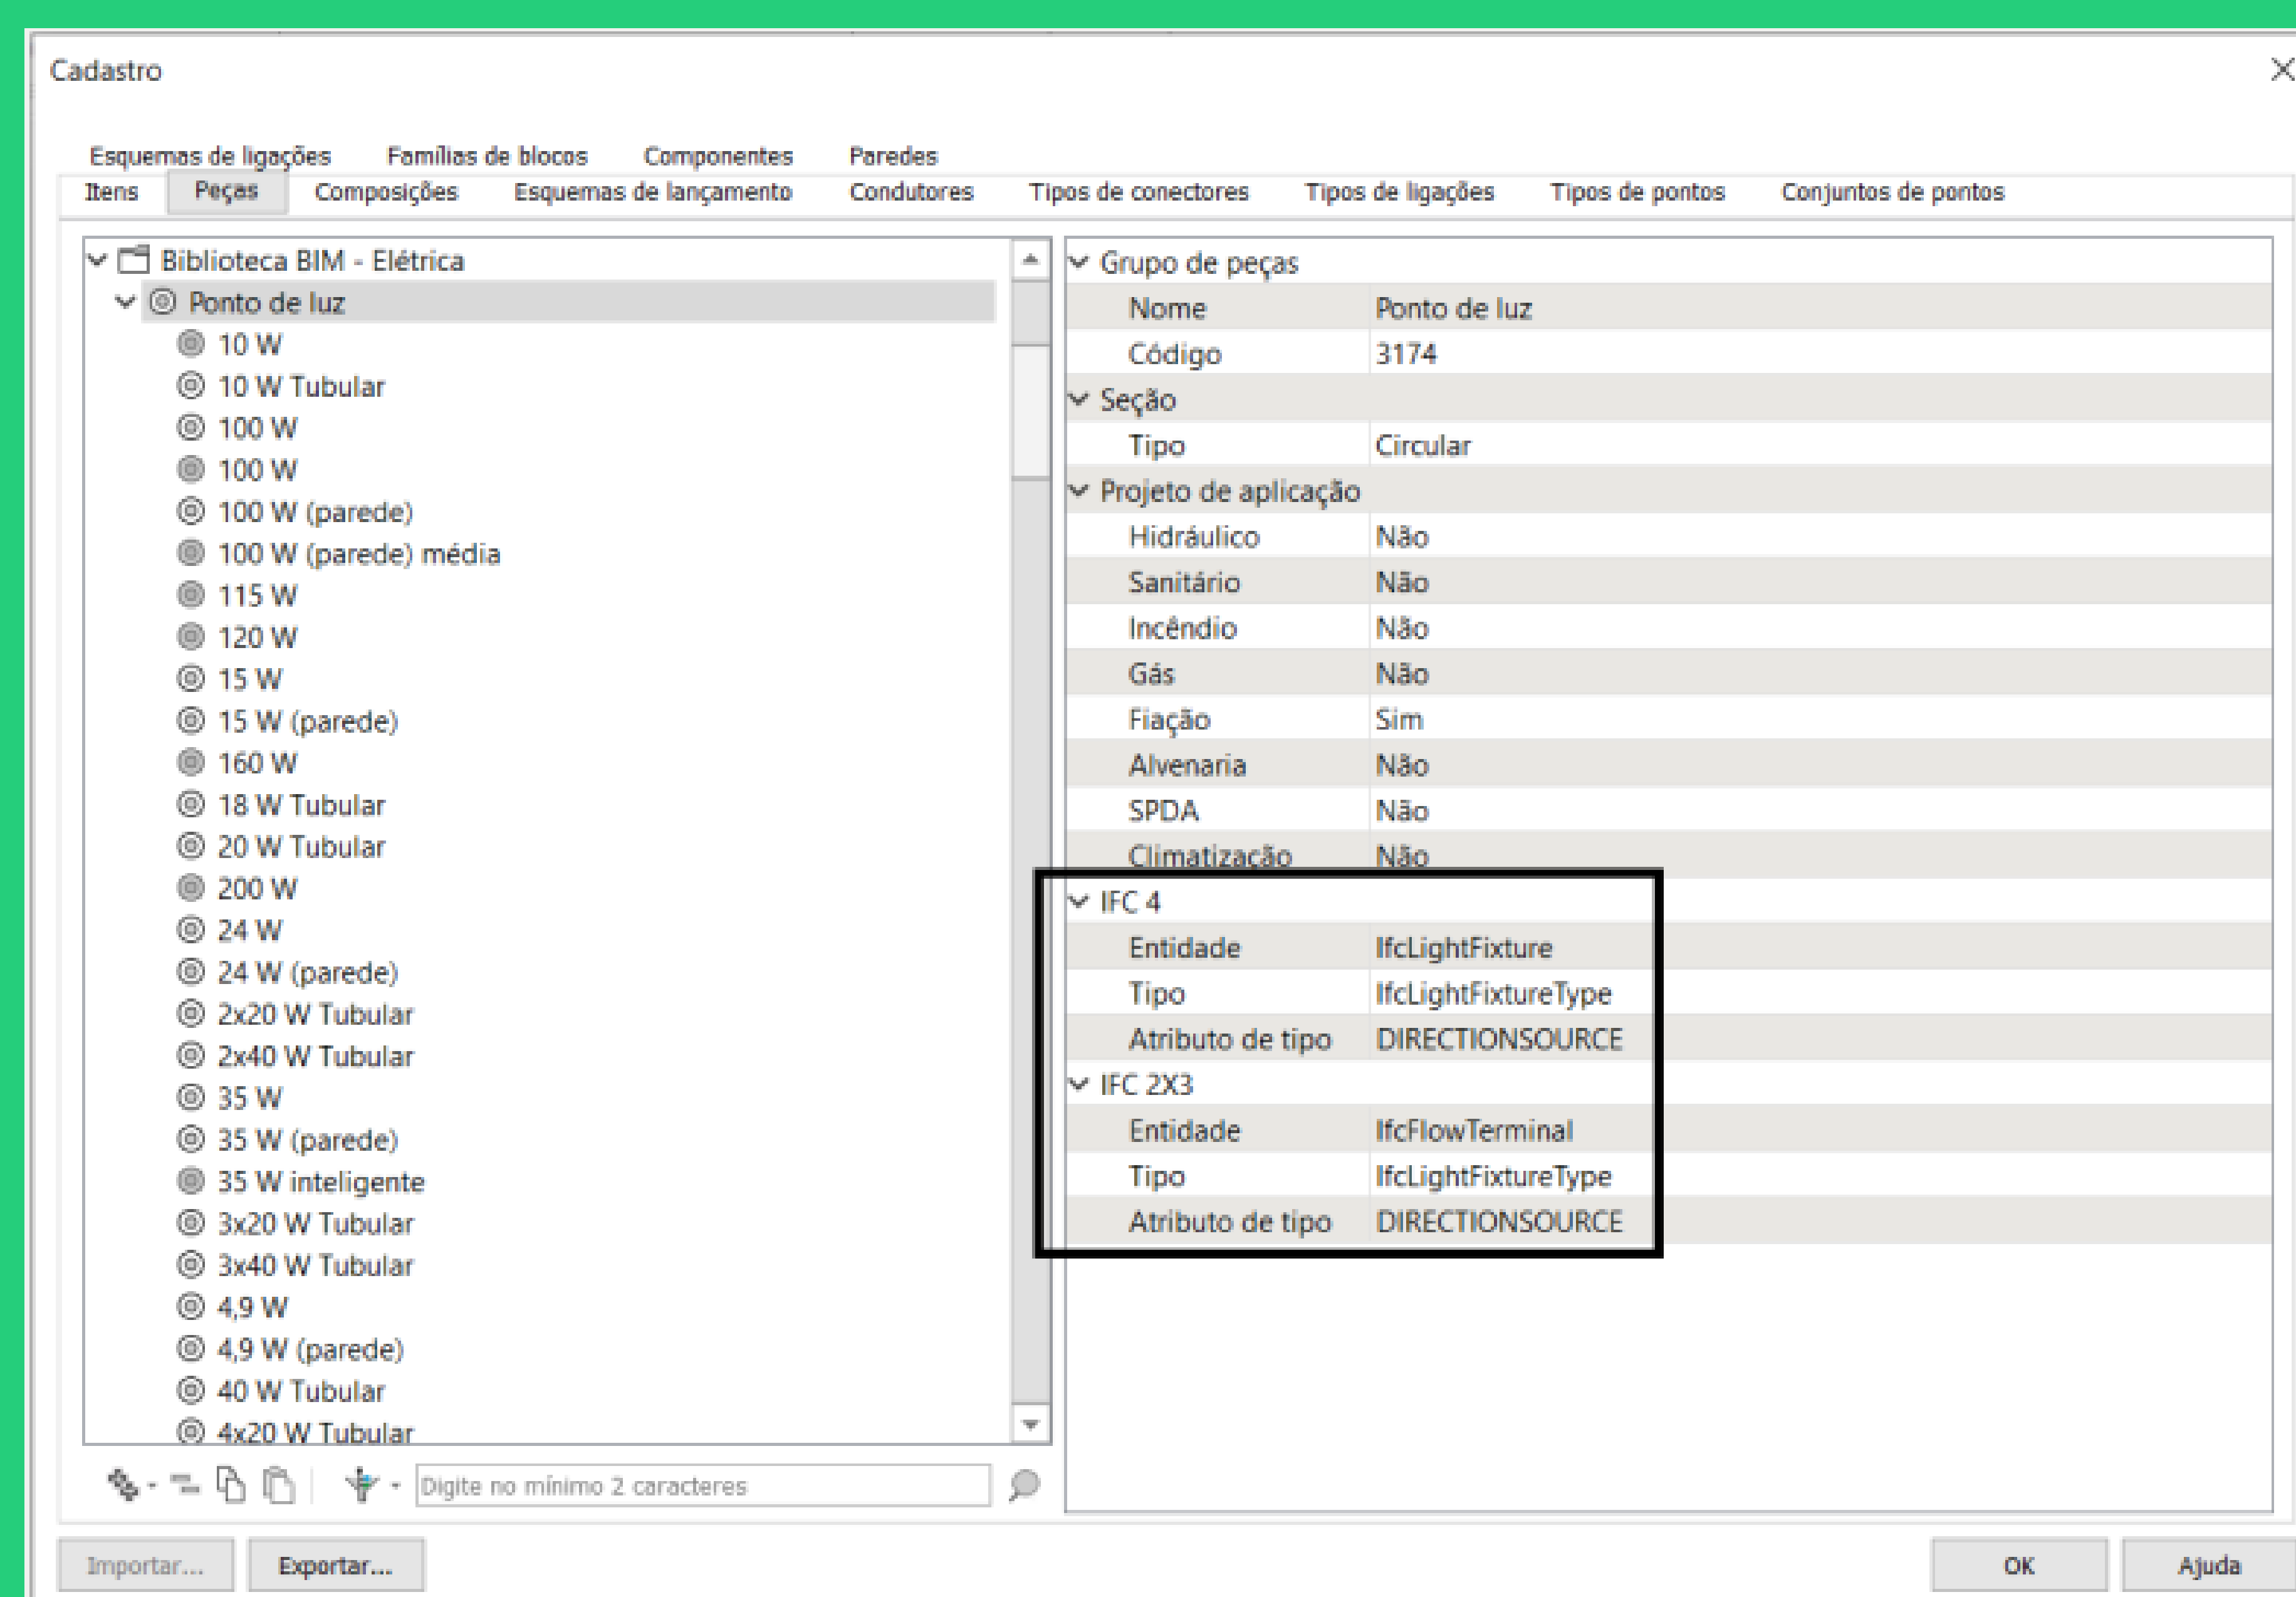 Cadastro
Esquemas de ligações Famílias de blocos Componentes Paredes
Itens Peças Composições Esquemas de lançamento Condutores Tipos de conectores Tipos de ligações Tipos de pontos Conjuntos de pontos
Biblioteca BIM - Elétrica
Ponto de luz
10 W
10 W Tubular
100 W
100 W
100 W (parede)
100 W (parede) média
115 W
120 W
15 W
15 W (parede)
160 W
18 W Tubular
20 W Tubular
200 W
24 W
24 W (parede)
2x20 W Tubular
2x40 W Tubular
35 W
35 W (parede)
35 W inteligente
3x20 W Tubular
3x40 W Tubular
4,9 W
4,9 W (parede)
40 W Tubular
4x20 W Tubular
Digite no mínimo 2 caracteres
Grupo de peças
Nome Ponto de luz
Código 3174
Seção
Tipo Circular
Projeto de aplicação
Hidráulico Não
Sanitário Não
Incêndio Não
Gás Não
Fiação Sim
Alvenaria Não
SPDA Não
Climatização Não
IFC 4
Entidade IfcLightFixture
Tipo IfcLightFixtureType
Atributo de tipo DIRECTIONSOURCE
IFC 2X3
Entidade IfcFlowTerminal
Tipo IfcLightFixtureType
Atributo de tipo DIRECTIONSOURCE
Importar... Exportar... OK Ajuda